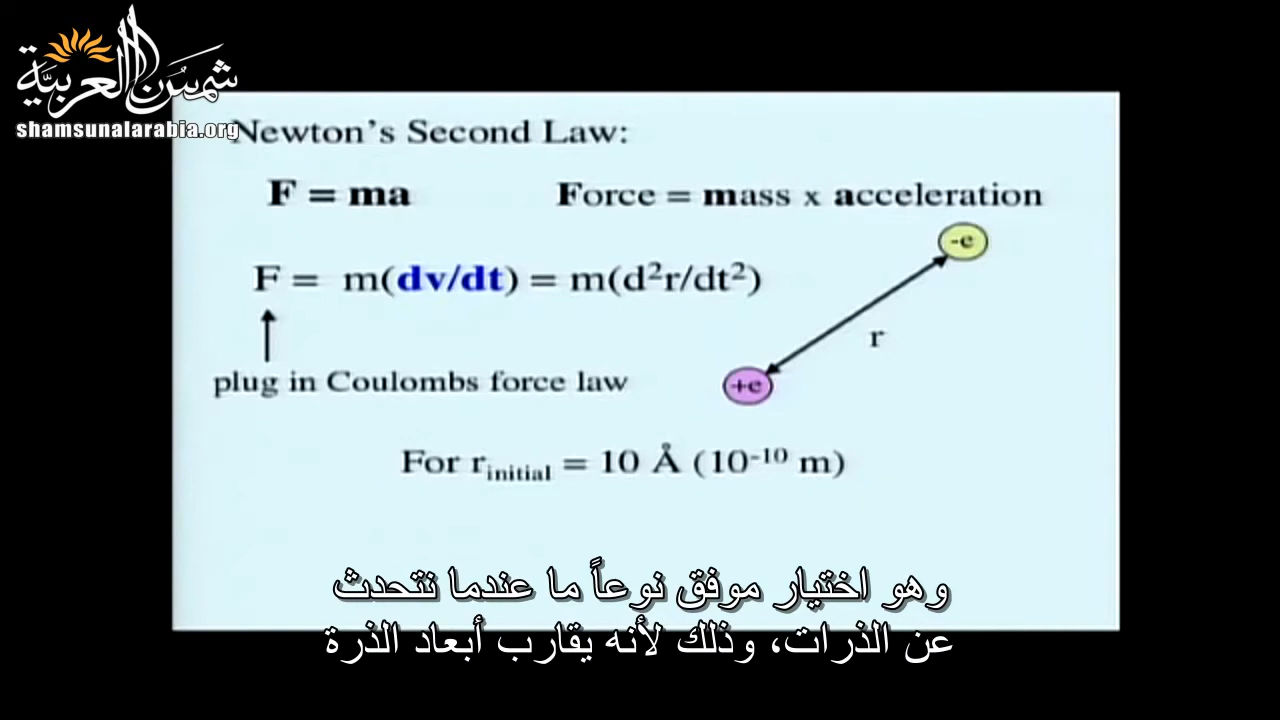 شمس العربية
shamsunalarabia.org
Newton's Second Law:
F = ma Force = mass x acceleration
F = m(dv/dt) = m(d²r/dt²)
-e
r
+e
plug in Coulombs force law
For r_initial = 10 Å (10⁻¹⁰ m)
وهو اختيار موفق نوعاً ما عندما نتحدث
عن الذرات، وذلك لأنه يقارب أبعاد الذرة